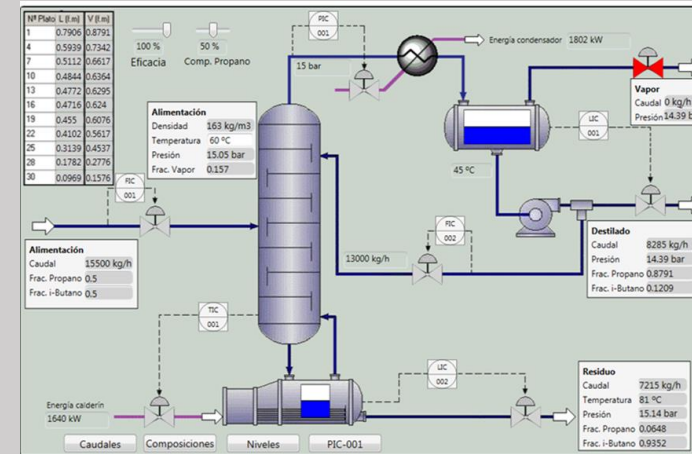 Nº Plato L (f.m) V (f.m)
1 0.7906 0.8791
4 0.5939 0.7342
7 0.5112 0.6617
10 0.4844 0.6364
13 0.4772 0.6295
16 0.4716 0.624
19 0.455 0.6076
22 0.4102 0.5617
25 0.3139 0.4537
28 0.1782 0.2776
30 0.0969 0.1576
100 %
Eficacia
50 %
Comp. Propano
PIC
001
15 bar
Energía condensador 1802 kW
Vapor
Caudal 0 kg/h
Presión 14.39 b
LIC
001
45 ºC
Alimentación
Densidad 163 kg/m3
Temperatura 60 ºC
Presión 15.05 bar
Frac. Vapor 0.157
FIC
001
Alimentación
Caudal 15500 kg/h
Frac. Propano 0.5
Frac. i-Butano 0.5
FIC
002
13000 kg/h
Destilado
Caudal 8285 kg/h
Presión 14.39 bar
Frac. Propano 0.8791
Frac. i-Butano 0.1209
TIC
001
LIC
002
Energía calderín
1640 kW
Residuo
Caudal 7215 kg/h
Temperatura 81 ºC
Presión 15.14 bar
Frac. Propano 0.0648
Frac. i-Butano 0.9352
Caudales Composiciones Niveles PIC-001